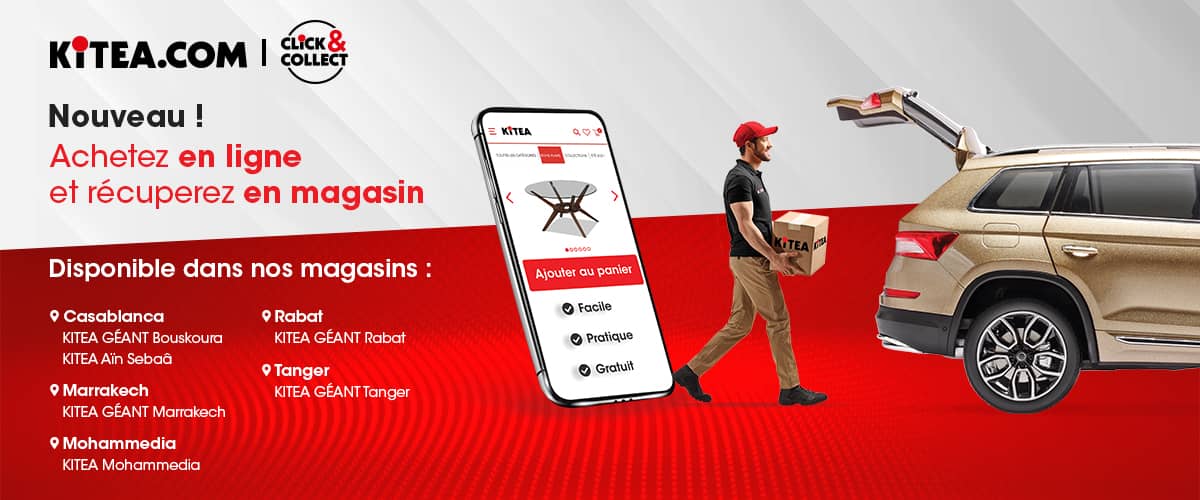 KITEA.COM | CLICK & COLLECT
Nouveau !
Achetez en ligne
et récuperez en magasin
Disponible dans nos magasins :
Casablanca
KITEA GÉANT Bouskoura
KITEA Aïn Sebaâ
Marrakech
KITEA GÉANT Marrakech
Mohammedia
KITEA Mohammedia
Rabat
KITEA GÉANT Rabat
Tanger
KITEA GÉANT Tanger
KITEA
Ajouter au panier
Facile
Pratique
Gratuit
KITEA
KITEA